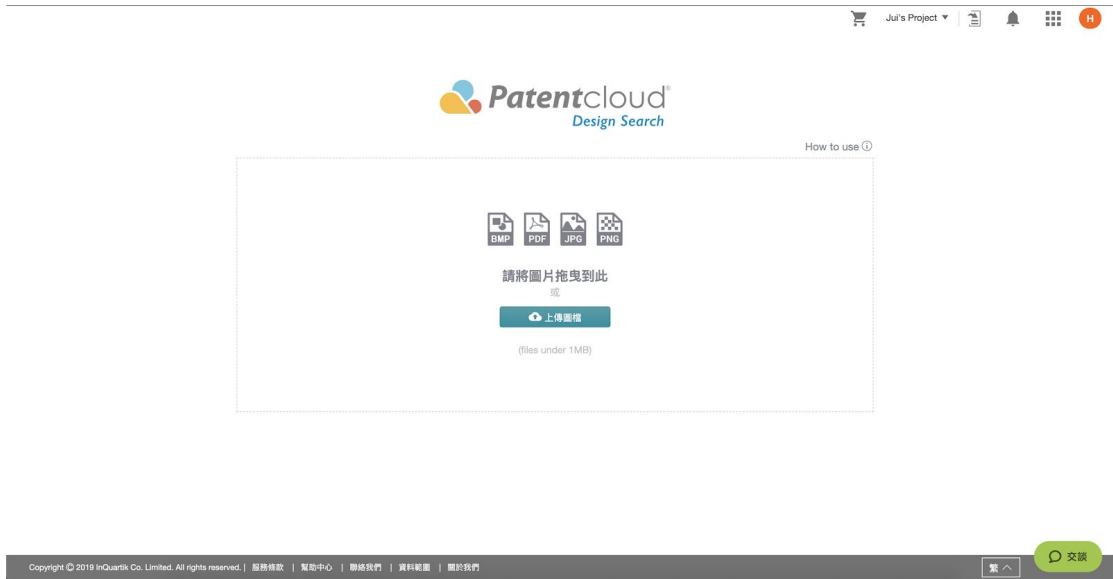 Jui's Project ▼
H
Patentcloud®
Design Search
How to use ⓘ
BMP PDF JPG PNG
請將圖片拖曳到此
或
上傳圖檔
(files under 1MB)
Copyright © 2019 InQuartik Co. Limited. All rights reserved. | 服務條款 | 幫助中心 | 聯絡我們 | 資料範圍 | 關於我們
繁
交談